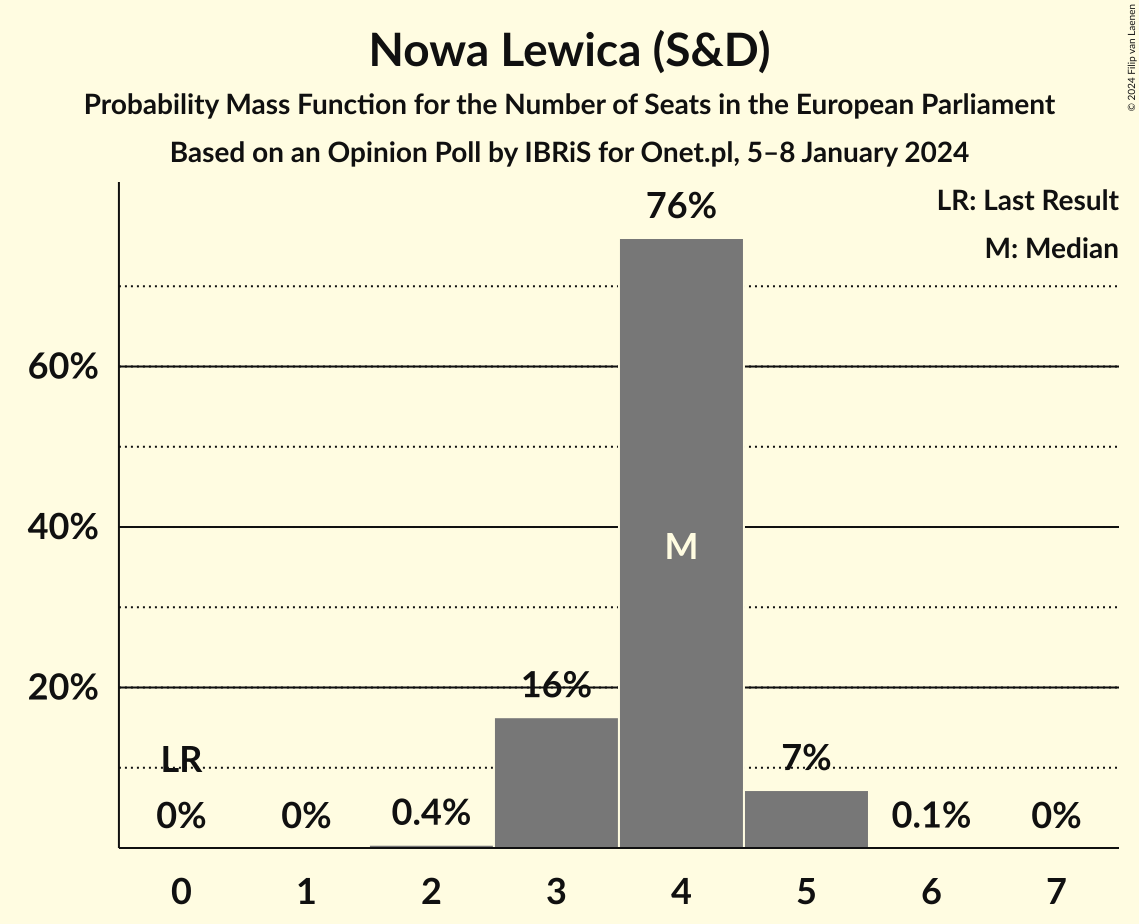 Nowa Lewica (S&D)
Probability Mass Function for the Number of Seats in the European Parliament
Based on an Opinion Poll by IBRiS for Onet.pl, 5–8 January 2024
© 2024 Filip van Laenen
LR: Last Result
M: Median
76%
60%
40%
M
20%
16%
LR
7%
0%
0%
0.4%
0.1%
0%
0 1 2 3 4 5 6 7